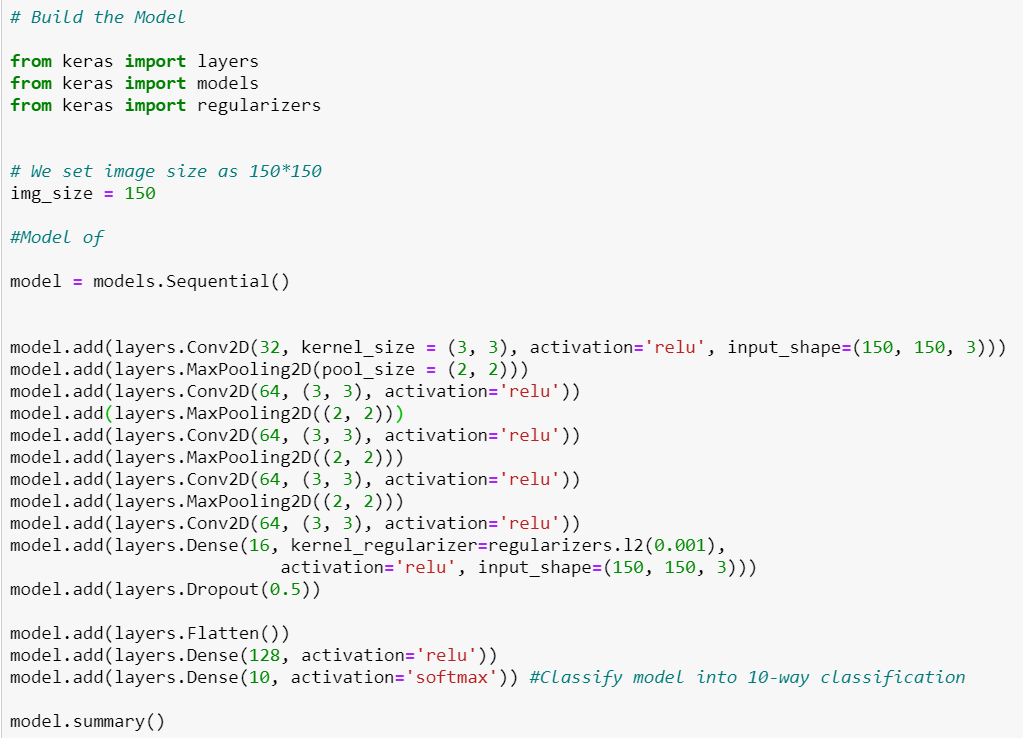 # Build the Model
from keras import layers
from keras import models
from keras import regularizers
# We set image size as 150*150
img_size = 150
#Model of
model = models.Sequential()
model.add(layers.Conv2D(32, kernel_size = (3, 3), activation='relu', input_shape=(150, 150, 3)))
model.add(layers.MaxPooling2D(pool_size = (2, 2)))
model.add(layers.Conv2D(64, (3, 3), activation='relu'))
model.add(layers.MaxPooling2D((2, 2)))
model.add(layers.Conv2D(64, (3, 3), activation='relu'))
model.add(layers.MaxPooling2D((2, 2)))
model.add(layers.Conv2D(64, (3, 3), activation='relu'))
model.add(layers.MaxPooling2D((2, 2)))
model.add(layers.Conv2D(64, (3, 3), activation='relu'))
model.add(layers.Dense(16, kernel_regularizer=regularizers.l2(0.001),
activation='relu', input_shape=(150, 150, 3)))
model.add(layers.Dropout(0.5))
model.add(layers.Flatten())
model.add(layers.Dense(128, activation='relu'))
model.add(layers.Dense(10, activation='softmax')) #Classify model into 10-way classification
model.summary()